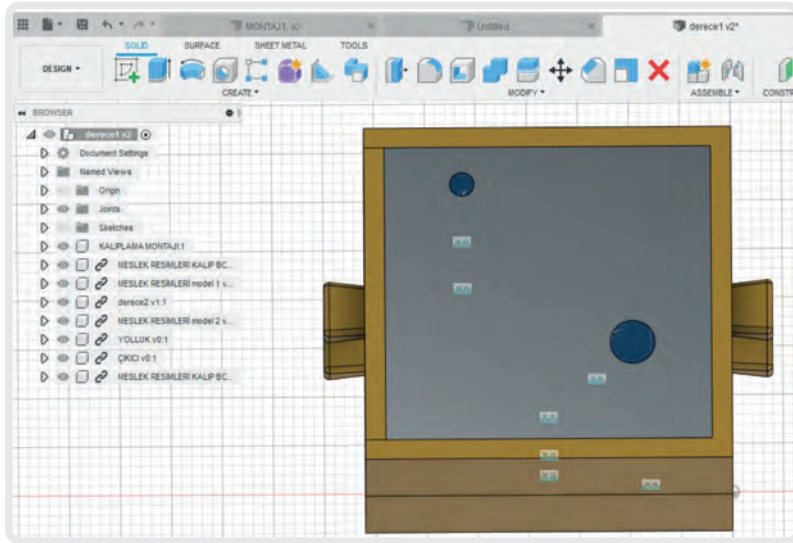 MONTAJ1 v0
Untitled
derece1 v2*
SOLID SURFACE SHEET METAL TOOLS
DESIGN
CREATE
MODIFY
ASSEMBLE
CONSTR
BROWSER
derece1 v2
Document Settings
Named Views
Origin
Joints
Sketches
KALIPLAMA MONTAJI:1
MESLEK RESİMLERİ KALIP BC...
MESLEK RESİMLERİ model 1 v...
derece2 v1:1
MESLEK RESİMLERİ model 2 v...
YOLLUK v0:1
ÇIKICI v0:1
MESLEK RESİMLERİ KALIP BC...